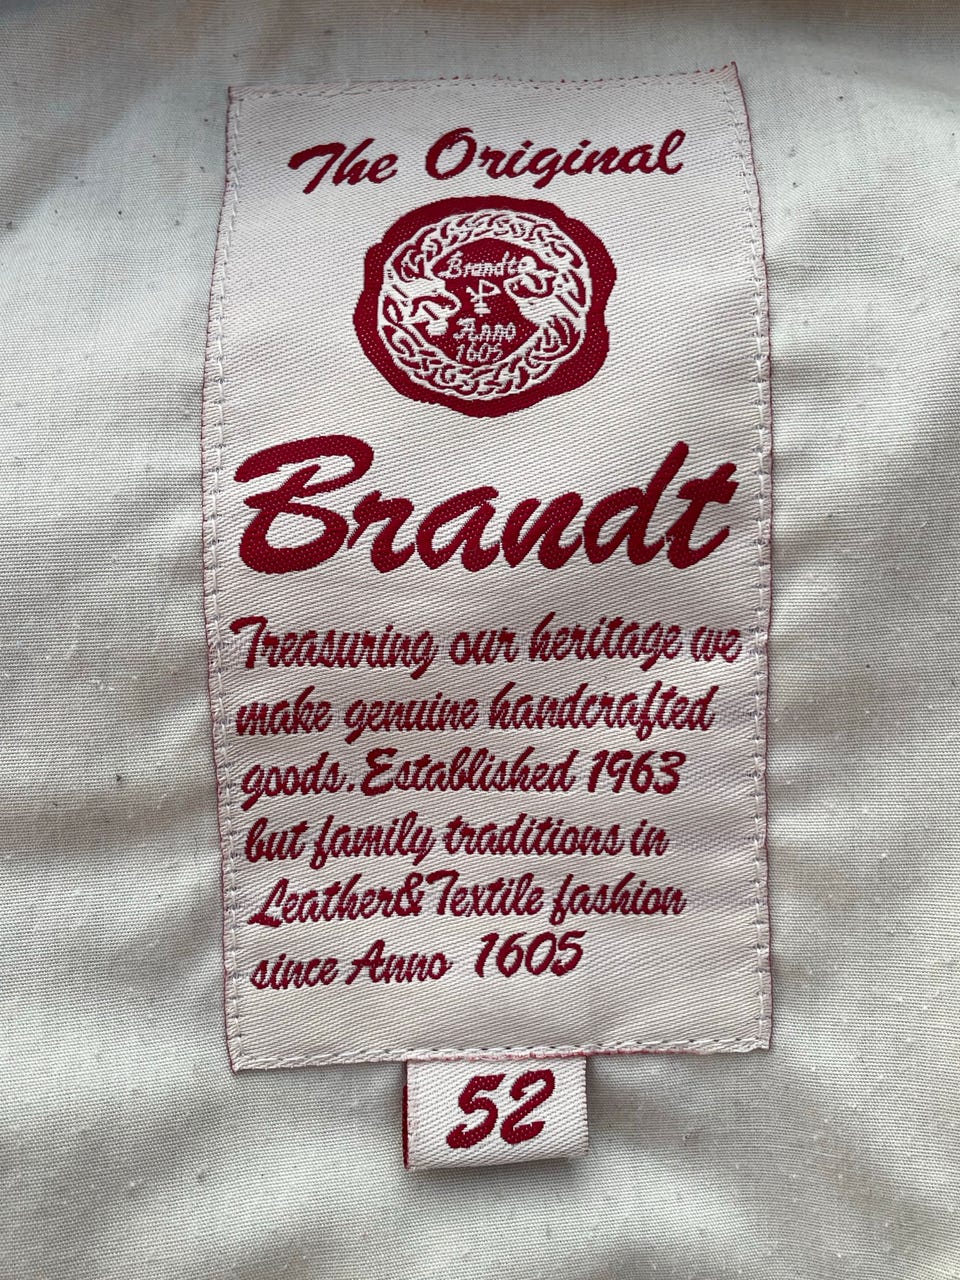 The Original
Brandt
Anno
1605
Brandt
Treasuring our heritage we
make genuine handcrafted
goods. Established 1963
but family traditions in
Leather & Textile fashion
since Anno 1605
52